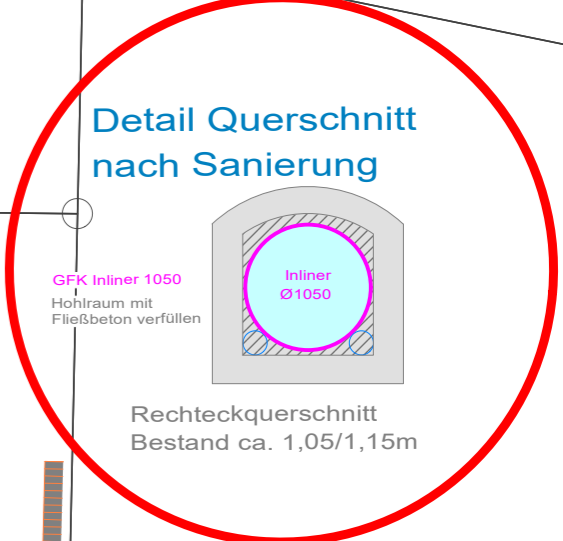 Detail Querschnitt
nach Sanierung
GFK Inliner 1050
Hohlraum mit
Fließbeton verfüllen
Inliner
Ø1050
Rechteckquerschnitt
Bestand ca. 1,05/1,15m